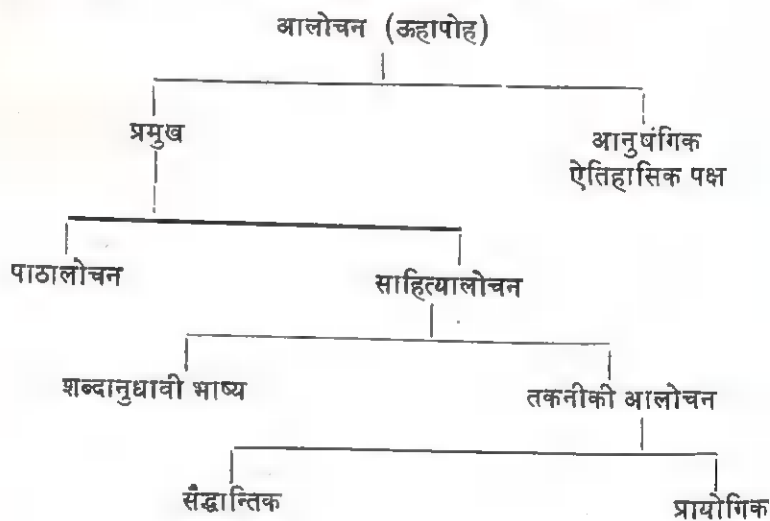 आलोचन (ऊहापोह)
प्रमुख
आनुषंगिक
ऐतिहासिक पक्ष
पाठालोचन
साहित्यालोचन
शब्दानुधावी भाष्य
तकनीकी आलोचन
सैद्धान्तिक
प्रायोगिक